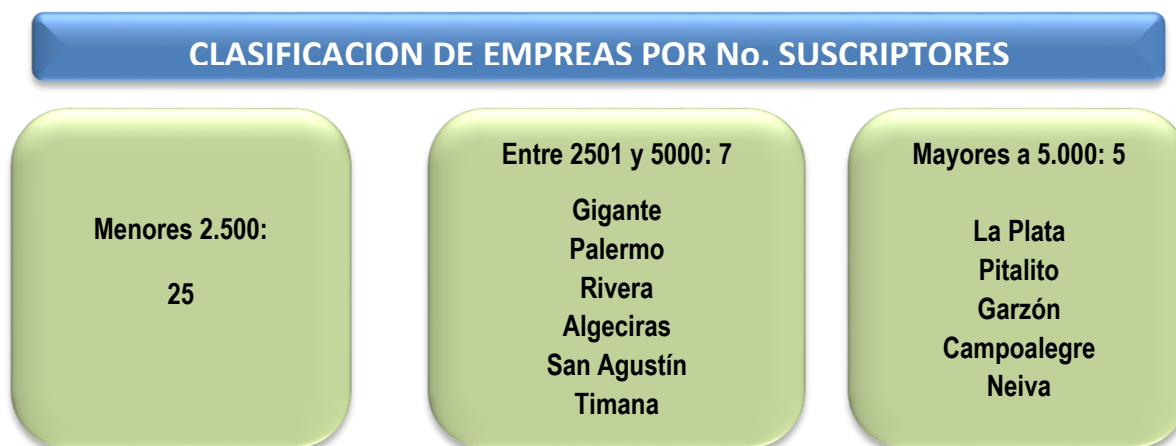 CLASIFICACION DE EMPREAS POR No. SUSCRIPTORES
Menores 2.500:
25
Entre 2501 y 5000: 7
Gigante
Palermo
Rivera
Algeciras
San Agustín
Timana
Mayores a 5.000: 5
La Plata
Pitalito
Garzón
Campoalegre
Neiva